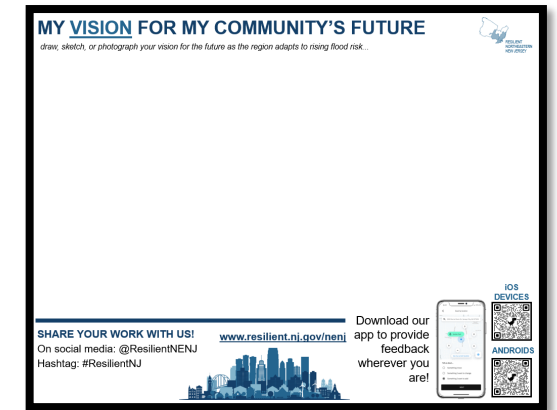 MY VISION FOR MY COMMUNITY'S FUTURE
draw, sketch, or photograph your vision for the future as the region adapts to rising flood risk...
RESILIENT
NORTHEASTERN
NEW JERSEY
SHARE YOUR WORK WITH US!
On social media: @ResilientNENJ
Hashtag: #ResilientNJ
www.resilient.nj.gov/nenj
Download our
app to provide
feedback
wherever you
are!
iOS
DEVICES
ANDROIDS